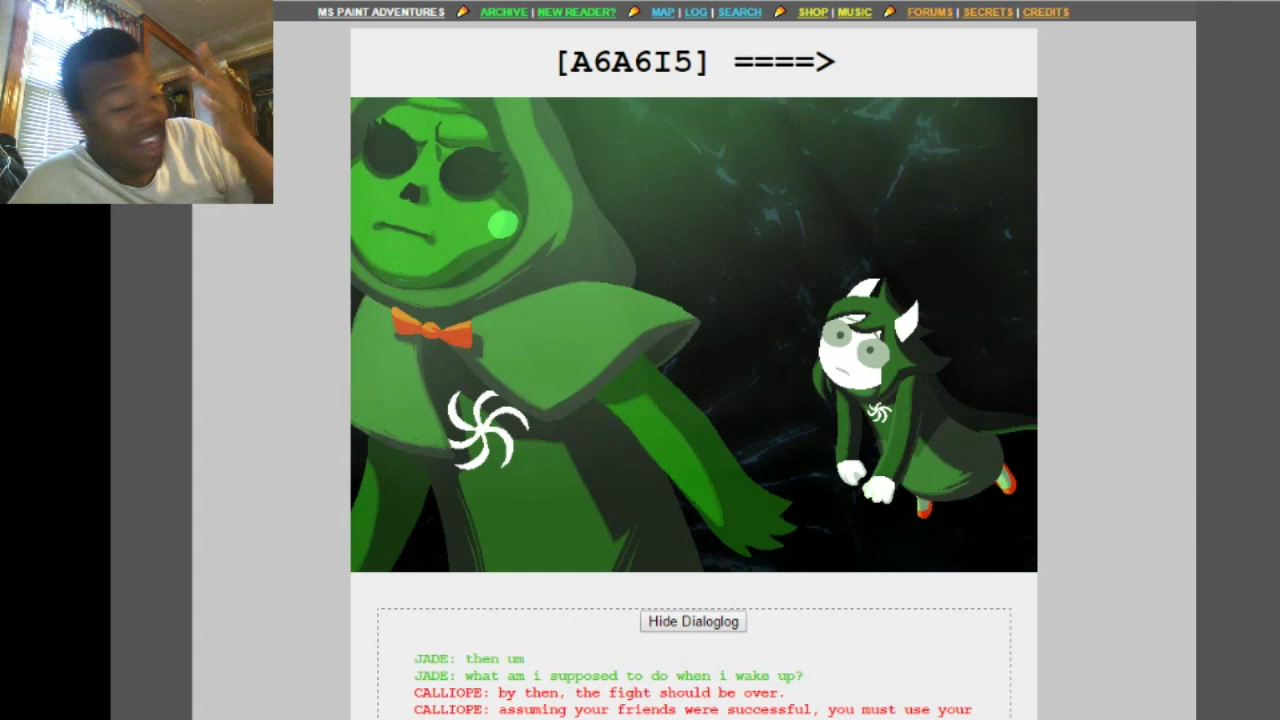 MS PAINT ADVENTURES ARCHIVE | NEW READER? MAP | LOG | SEARCH SHOP | MUSIC FORUMS | SECRETS | CREDITS
[A6A6I5] ====>
Hide Dialoglog
JADE: then um
JADE: what am i supposed to do when i wake up?
CALLIOPE: by then, the fight should be over.
CALLIOPE: assuming your friends were successful, you must use your